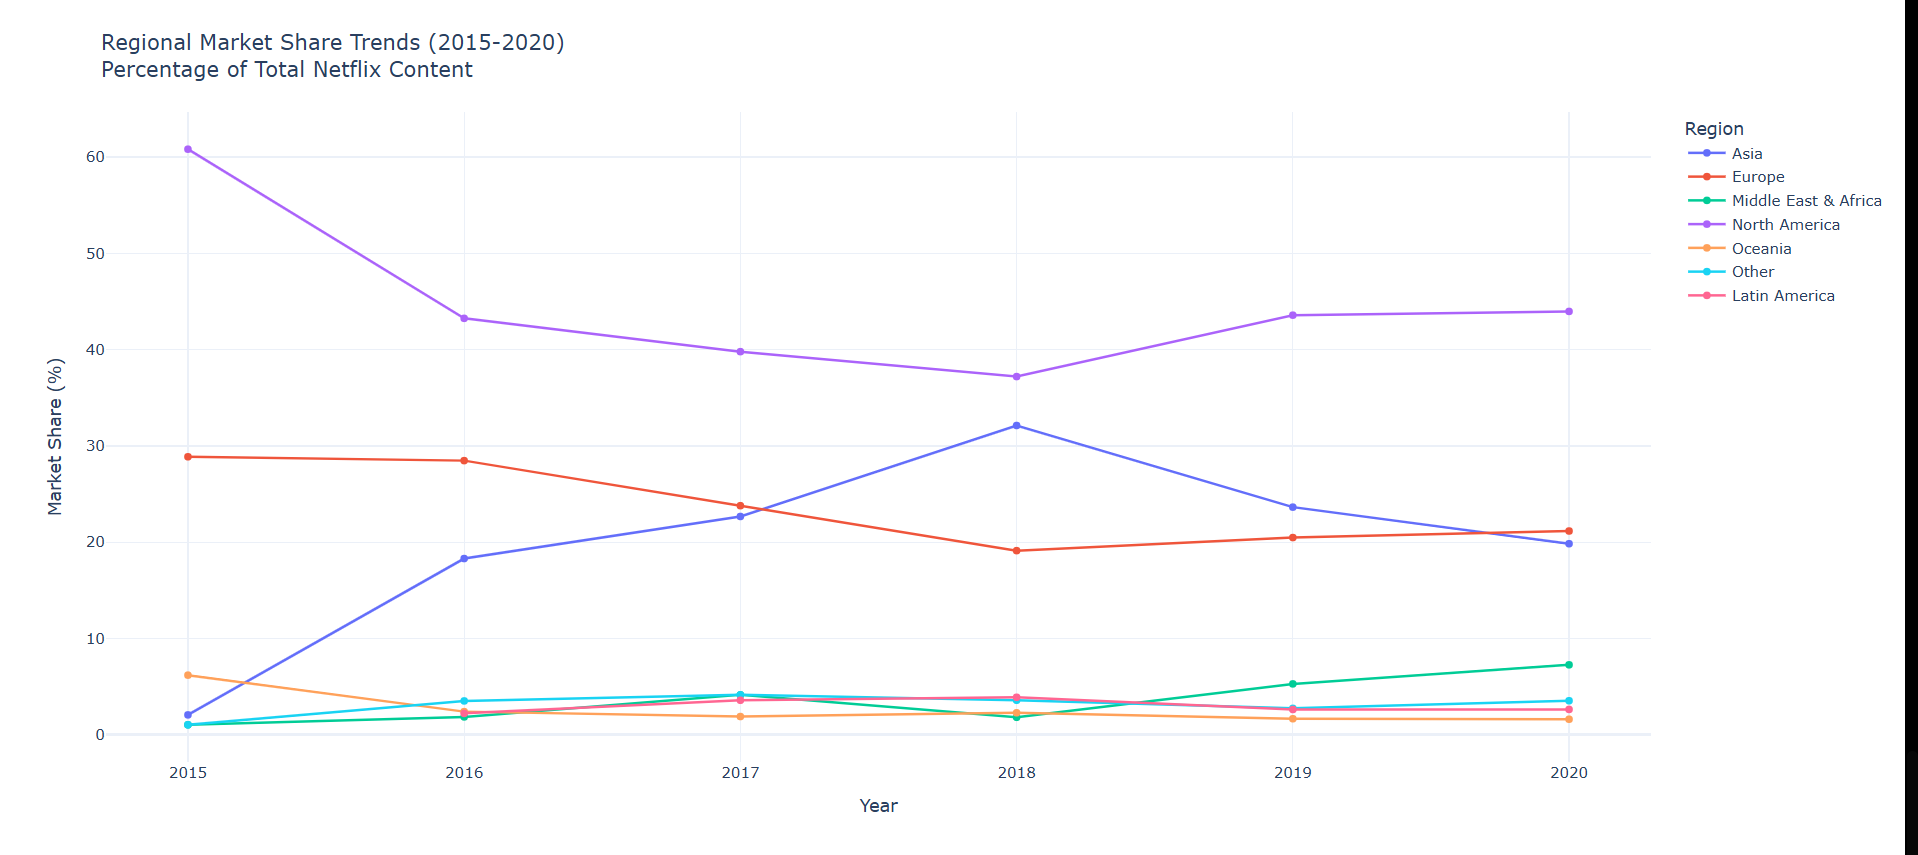 Regional Market Share Trends (2015-2020)
Percentage of Total Netflix Content
Region
Asia
Europe
Middle East & Africa
North America
Oceania
Other
Latin America
Market Share (%)
60
50
40
30
20
10
0
2015 2016 2017 2018 2019 2020
Year